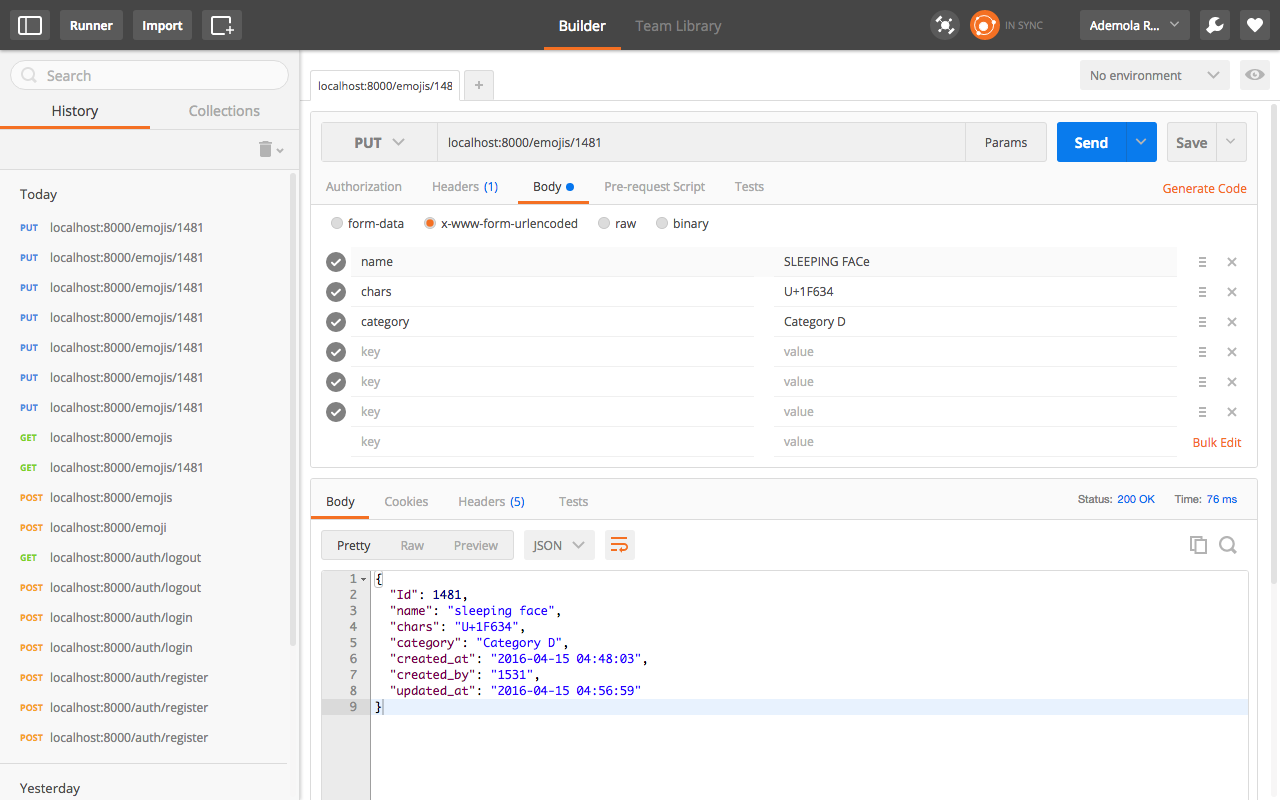 Runner Import Builder Team Library IN SYNC Ademola R...
Search
History Collections
Today
PUT localhost:8000/emojis/1481
PUT localhost:8000/emojis/1481
PUT localhost:8000/emojis/1481
PUT localhost:8000/emojis/1481
PUT localhost:8000/emojis/1481
PUT localhost:8000/emojis/1481
PUT localhost:8000/emojis/1481
GET localhost:8000/emojis
GET localhost:8000/emojis/1481
POST localhost:8000/emojis
POST localhost:8000/emoji
GET localhost:8000/auth/logout
POST localhost:8000/auth/logout
POST localhost:8000/auth/login
POST localhost:8000/auth/login
POST localhost:8000/auth/register
POST localhost:8000/auth/register
POST localhost:8000/auth/register
Yesterday
localhost:8000/emojis/148 + No environment
PUT localhost:8000/emojis/1481 Params Send Save
Authorization Headers (1) Body Pre-request Script Tests Generate Code
form-data x-www-form-urlencoded raw binary
name SLEEPING FACe
chars U+1F634
category Category D
key value
key value
key value
key value Bulk Edit
Body Cookies Headers (5) Tests Status: 200 OK Time: 76 ms
Pretty Raw Preview JSON
1 {
2 "Id": 1481,
3 "name": "sleeping face",
4 "chars": "U+1F634",
5 "category": "Category D",
6 "created_at": "2016-04-15 04:48:03",
7 "created_by": "1531",
8 "updated_at": "2016-04-15 04:56:59"
9 }